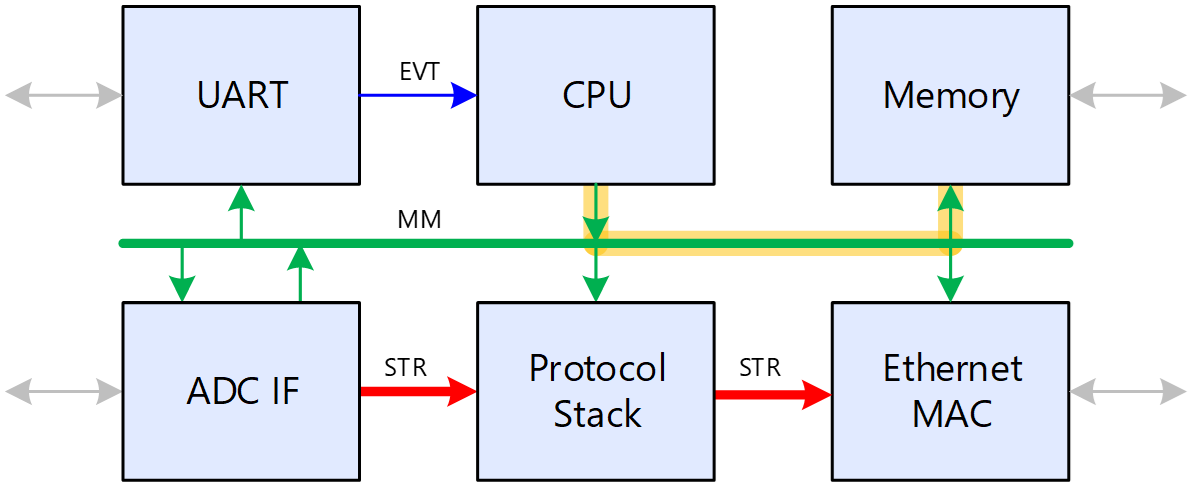 UART
EVT
CPU
Memory
MM
ADC IF
STR
Protocol
Stack
STR
Ethernet
MAC